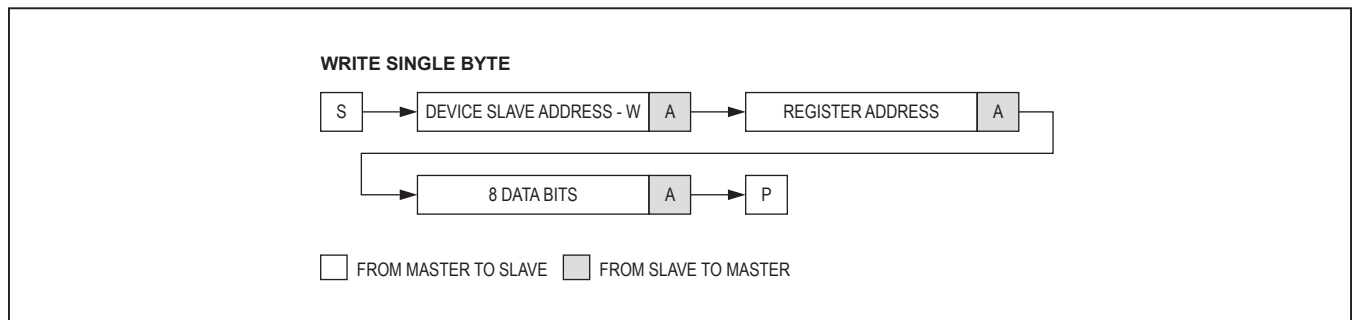 WRITE SINGLE BYTE
S DEVICE SLAVE ADDRESS - W A REGISTER ADDRESS A
8 DATA BITS A P
FROM MASTER TO SLAVE FROM SLAVE TO MASTER